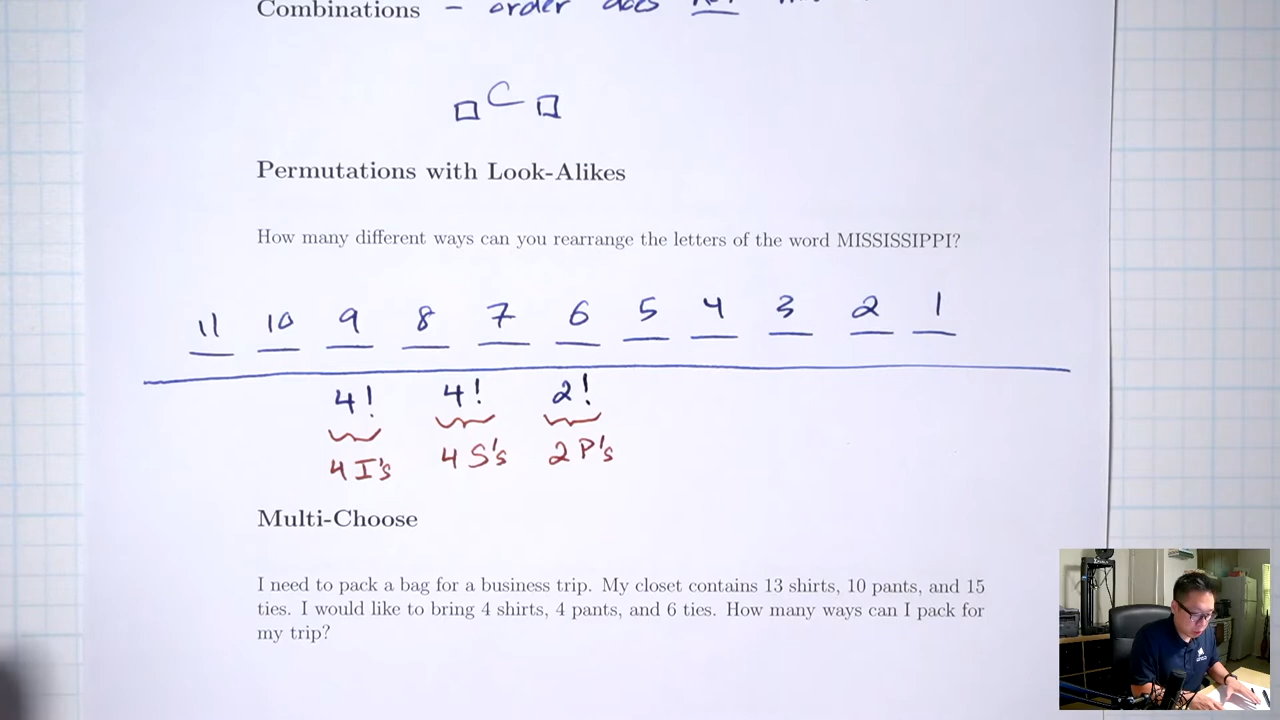 Combinations – order does not
□ C □
Permutations with Look-Alikes
How many different ways can you rearrange the letters of the word MISSISSIPPI?
11 10 9 8 7 6 5 4 3 2 1
4! 4! 2!
4 I's 4 S's 2 P's
Multi-Choose
I need to pack a bag for a business trip. My closet contains 13 shirts, 10 pants, and 15
ties. I would like to bring 4 shirts, 4 pants, and 6 ties. How many ways can I pack for
my trip?